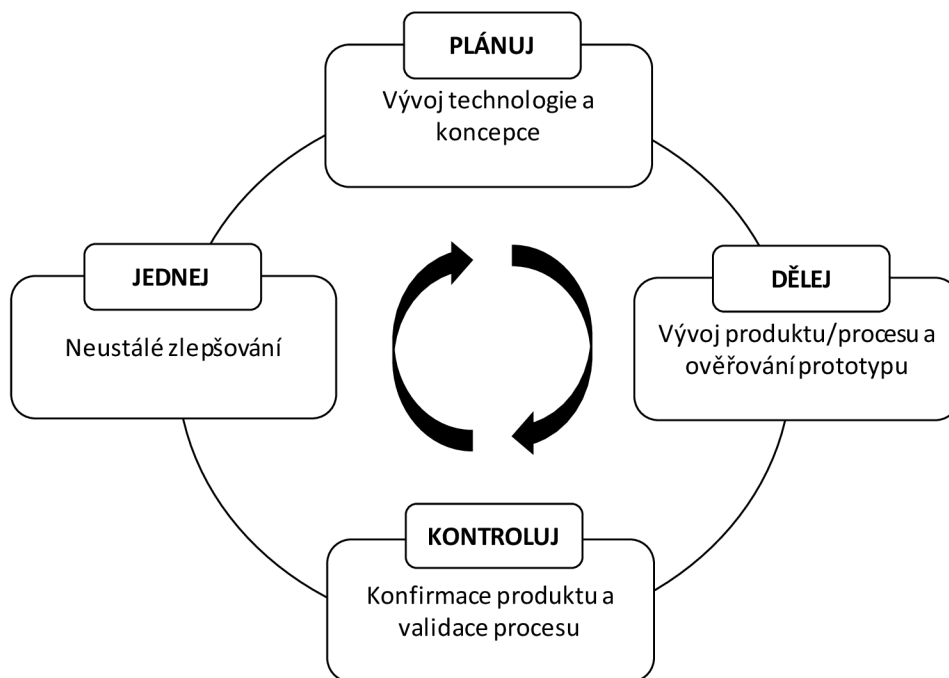 PLÁNUJ
Vývoj technologie a
koncepce
JEDNEJ
Neustálé zlepšování
DĚLEJ
Vývoj produktu/procesu a
ověřování prototypu
KONTROLUJ
Konfirmace produktu a
validace procesu